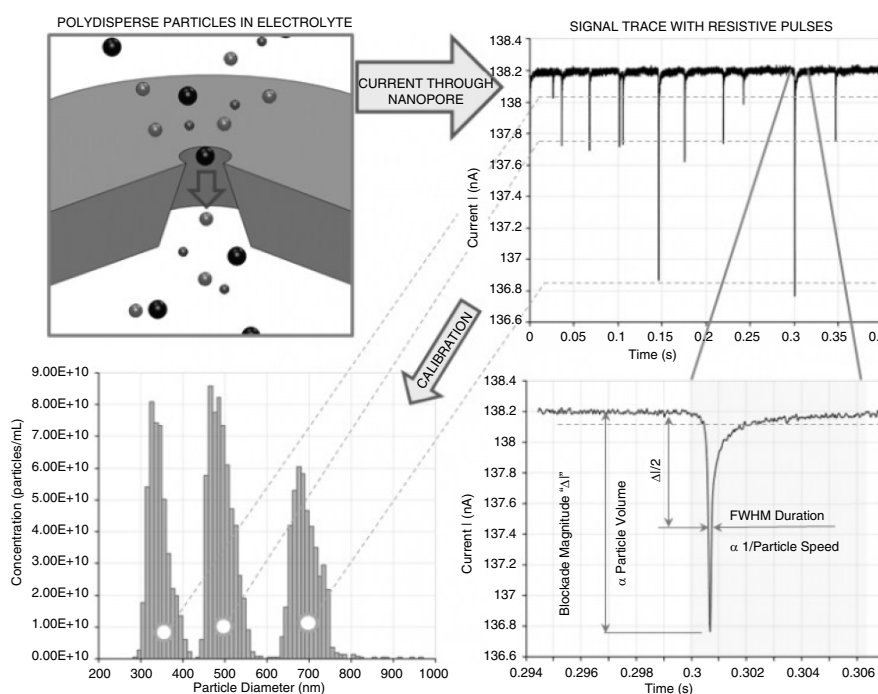 POLYDISPERSE PARTICLES IN ELECTROLYTE
CURRENT THROUGH
NANOPORE
SIGNAL TRACE WITH RESISTIVE PULSES
138.4
138.2
138
137.8
137.6
137.4
137.2
137
136.8
136.6
Current I (nA)
0
0.05
0.1
0.15
0.2
0.25
0.3
0.35
Time (s)
CALIBRATION
9.00E+10
8.00E+10
7.00E+10
6.00E+10
5.00E+10
4.00E+10
3.00E+10
2.00E+10
1.00E+10
0.00E+10
Concentration (particles/mL)
200
300
400
500
600
700
800
900
1000
Particle Diameter (nm)
138.4
138.2
138
137.8
137.6
137.4
137.2
137
136.8
136.6
Current I (nA)
Blockade Magnitude "ΔI"
α Particle Volume
ΔI/2
FWHM Duration
α 1/Particle Speed
0.294
0.296
0.298
0.3
0.302
0.304
0.306
Time (s)